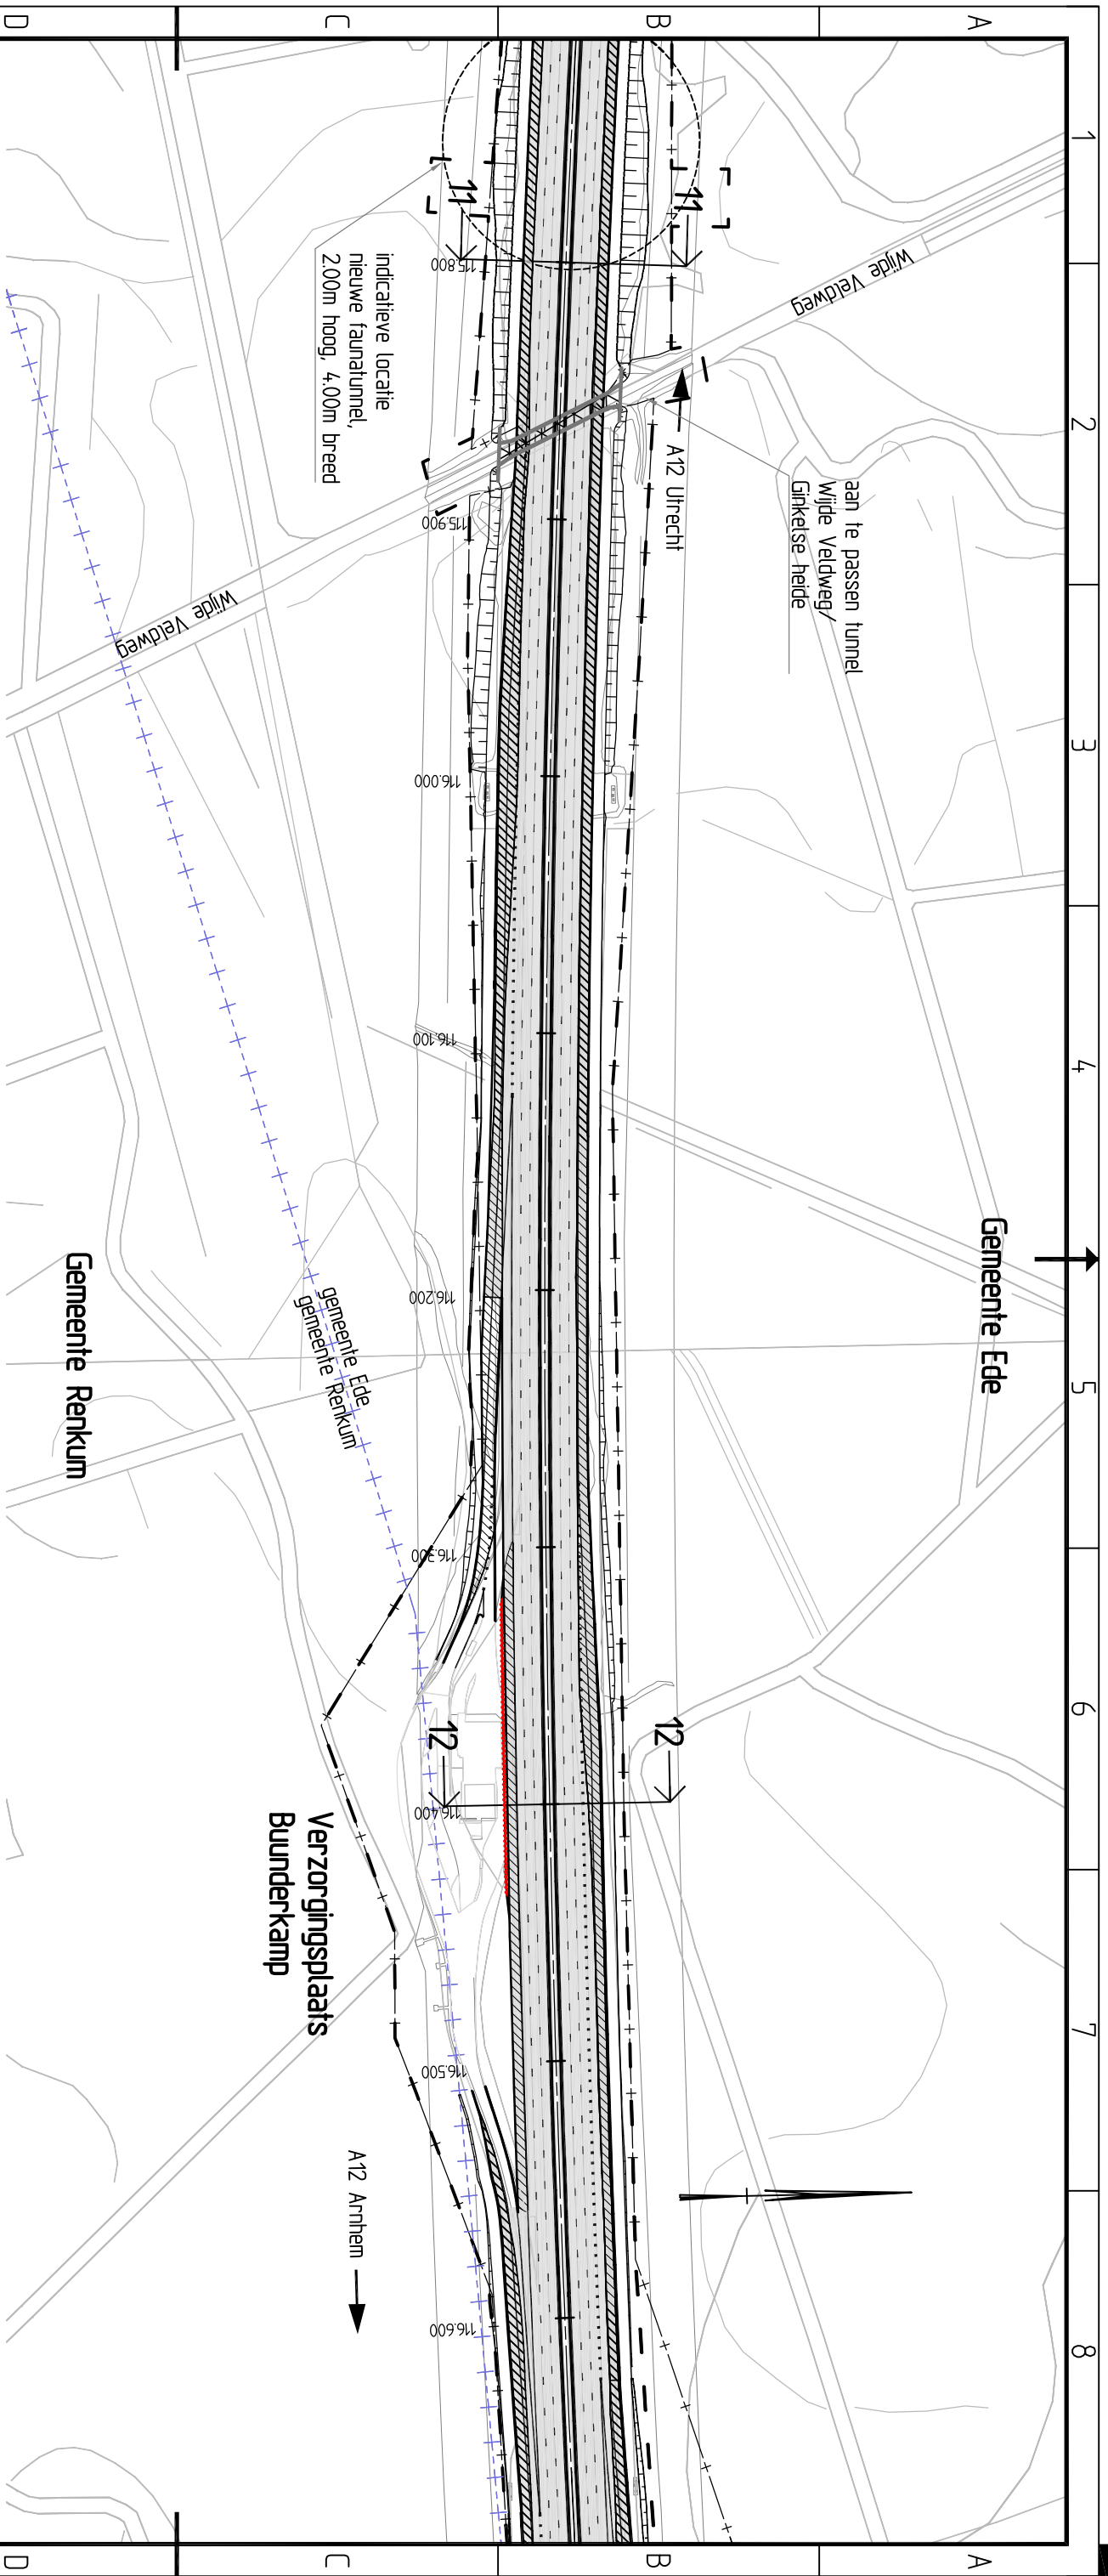 1
2
3
4
5
6
7
8
A
B
C
D
A
B
C
D
Gemeente Ede
Wijde Veldweg
aan te passen tunnel
Wijde Veldweg/
Ginkelse heide
A12 Utrecht
11
11
12
12
115.800
115.900
116.000
116.100
116.200
116.300
116.400
116.500
116.600
indicatieve locatie
nieuwe faunatunnel,
2.00m hoog, 4.00m breed
Wijde Veldweg
gemeente Ede
gemeente Renkum
A12 Arnhem
Verzorgingsplaats
Buunderkamp
Gemeente Renkum